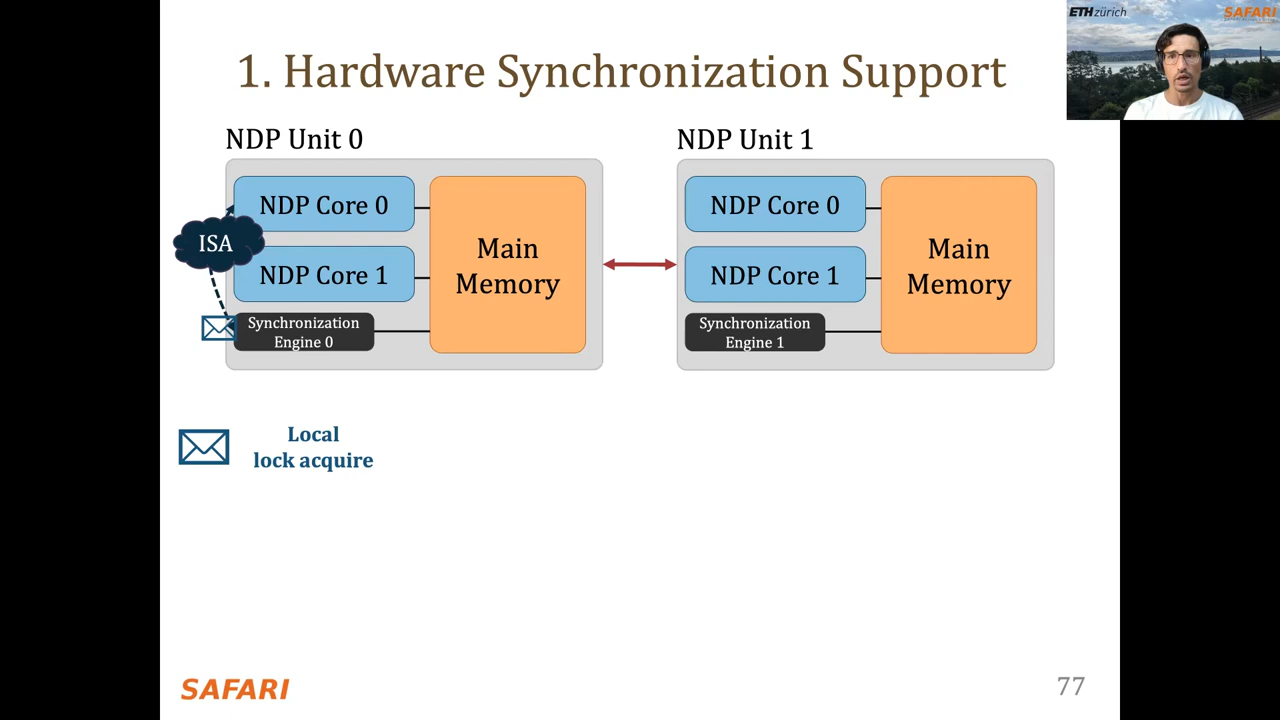 ETH zürich
SAFARI
1. Hardware Synchronization Support
NDP Unit 0
NDP Unit 1
NDP Core 0
NDP Core 1
Synchronization
Engine 0
Main
Memory
ISA
NDP Core 0
NDP Core 1
Synchronization
Engine 1
Main
Memory
Local
lock acquire
SAFARI
77